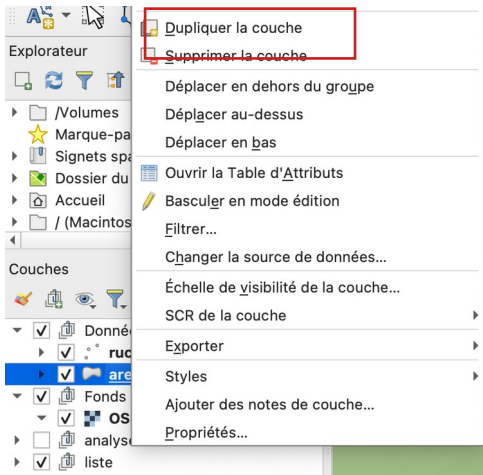 Dupliquer la couche
Supprimer la couche
Déplacer en dehors du groupe
Déplacer au-dessus
Déplacer en bas
Ouvrir la Table d'Attributs
Basculer en mode édition
Filtrer...
Changer la source de données...
Échelle de visibilité de la couche...
SCR de la couche
Exporter
Styles
Ajouter des notes de couche...
Propriétés...
Explorateur
/Volumes
Marque-pa
Signets spa
Dossier du
Accueil
/ (Macintos
Couches
Donné
ruc
are
Fonds
OS
analyse
liste